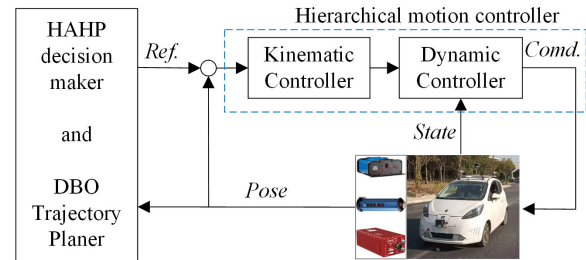 Hierarchical motion controller
HAHP
decision
maker
and
DBO
Trajectory
Planer
Ref.
Kinematic
Controller
Dynamic
Controller
Comd.
State
Pose